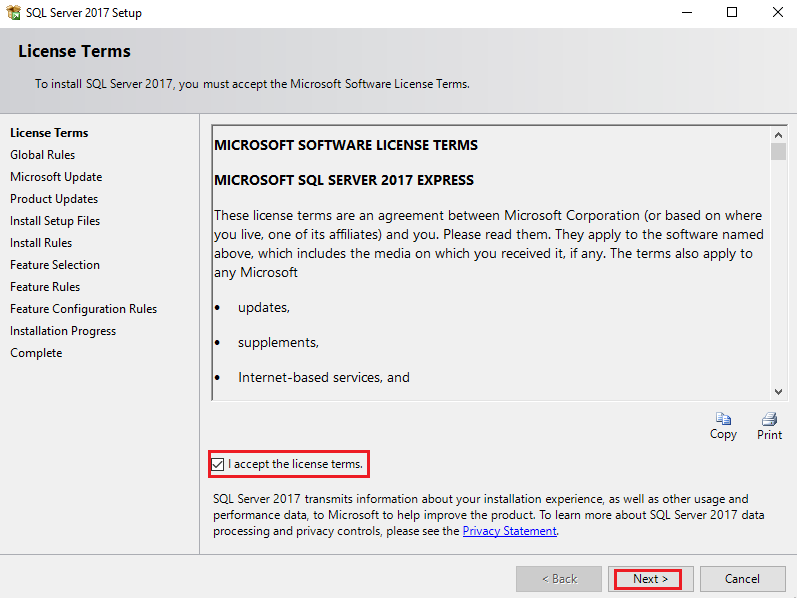 SQL Server 2017 Setup
License Terms
To install SQL Server 2017, you must accept the Microsoft Software License Terms.
License Terms
Global Rules
Microsoft Update
Product Updates
Install Setup Files
Install Rules
Feature Selection
Feature Rules
Feature Configuration Rules
Installation Progress
Complete
MICROSOFT SOFTWARE LICENSE TERMS
MICROSOFT SQL SERVER 2017 EXPRESS
These license terms are an agreement between Microsoft Corporation (or based on where
you live, one of its affiliates) and you. Please read them. They apply to the software named
above, which includes the media on which you received it, if any. The terms also apply to
any Microsoft
• updates,
• supplements,
• Internet-based services, and
Copy
Print
I accept the license terms.
SQL Server 2017 transmits information about your installation experience, as well as other usage and
performance data, to Microsoft to help improve the product. To learn more about SQL Server 2017 data
processing and privacy controls, please see the Privacy Statement.
< Back
Next >
Cancel